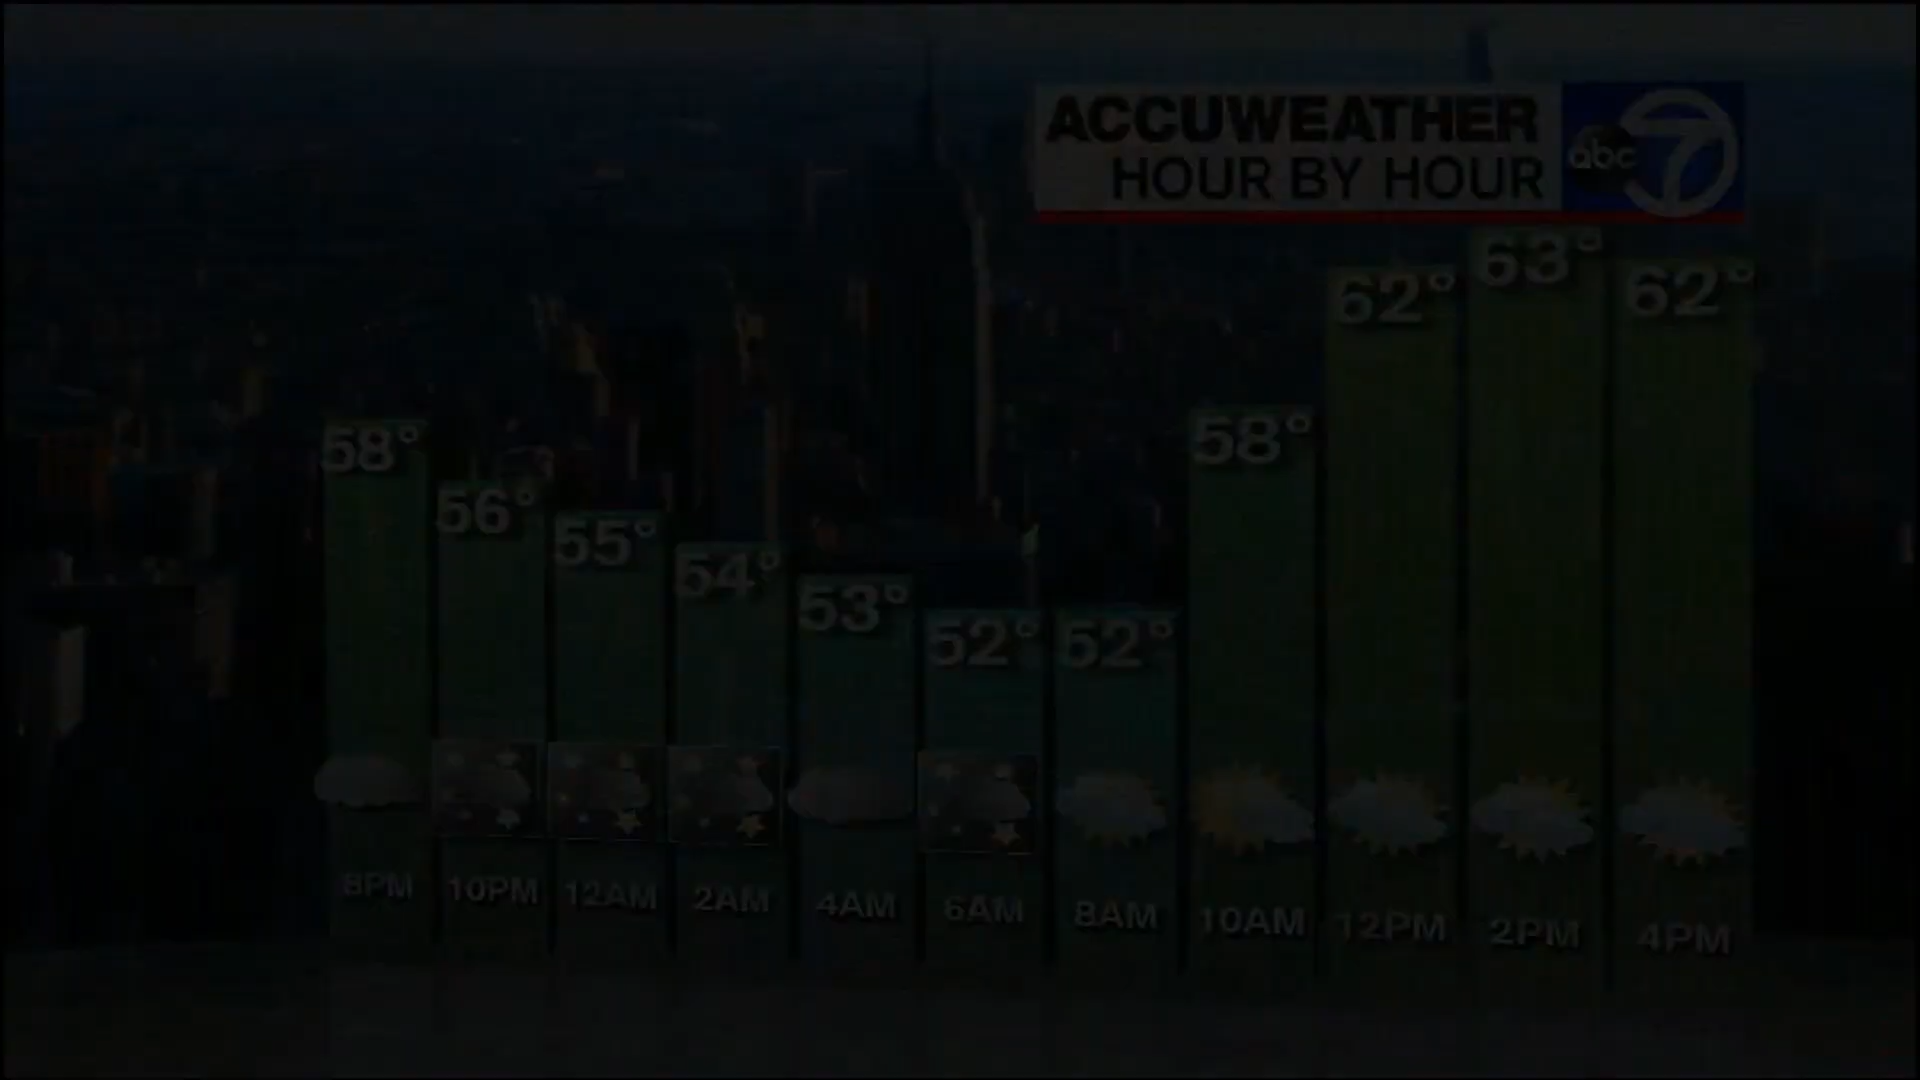 ACCUWEATHER
HOUR BY HOUR
abc 7
58° 56° 55° 54° 53° 52° 52° 58° 62° 63° 62°
8PM 10PM 12AM 2AM 4AM 6AM 8AM 10AM 12PM 2PM 4PM